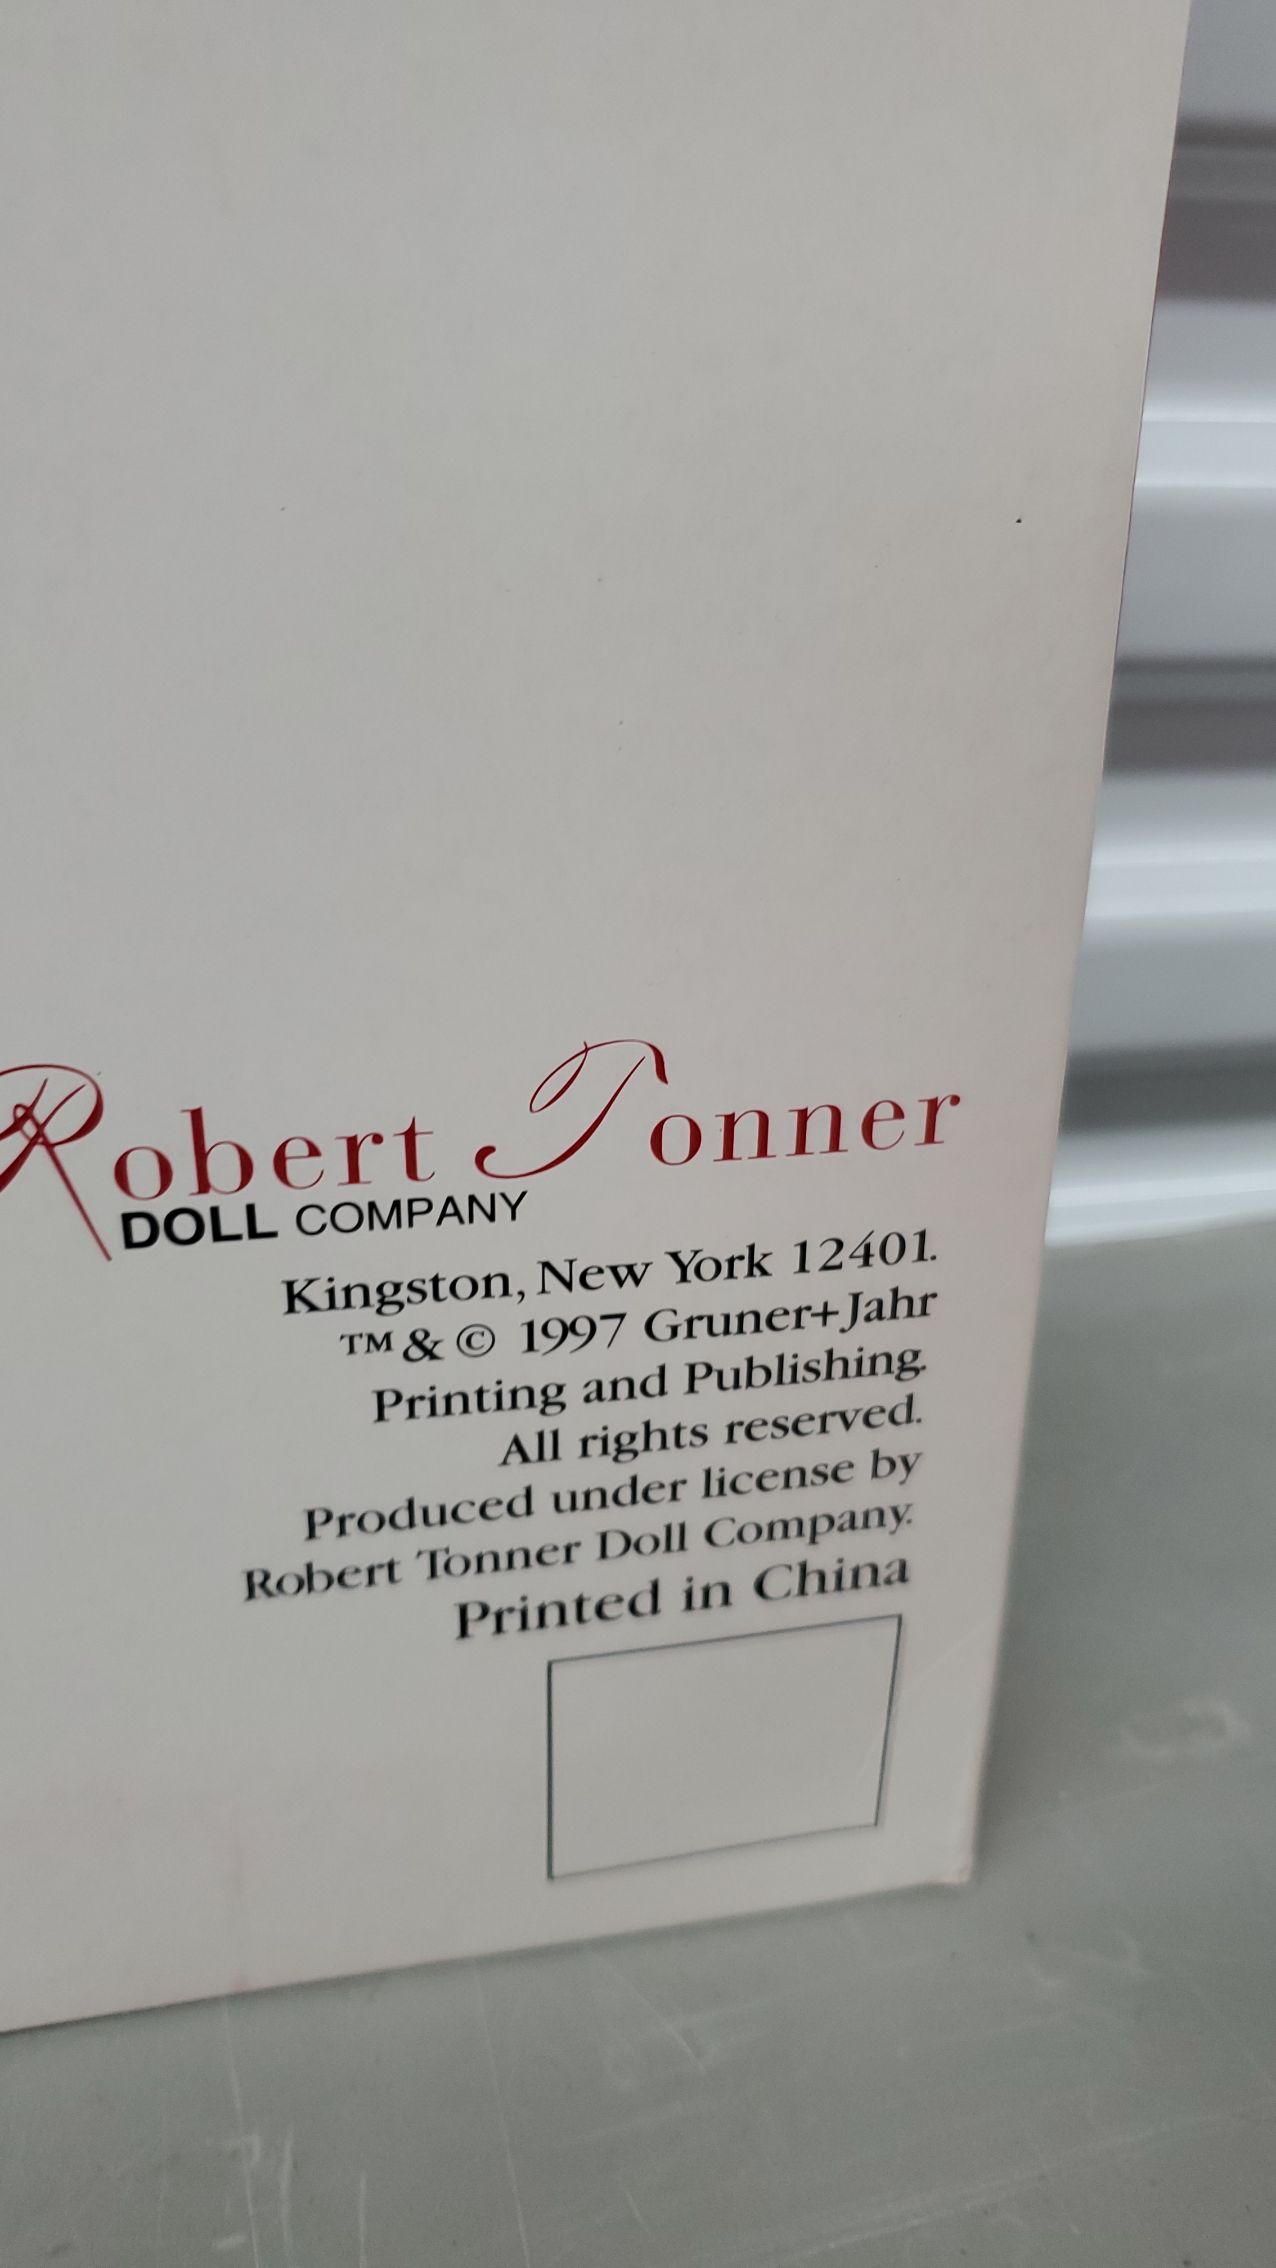 Robert Tonner
DOLL COMPANY
Kingston, New York 12401.
™ & © 1997 Gruner+Jahr
Printing and Publishing.
All rights reserved.
Produced under license by
Robert Tonner Doll Company.
Printed in China